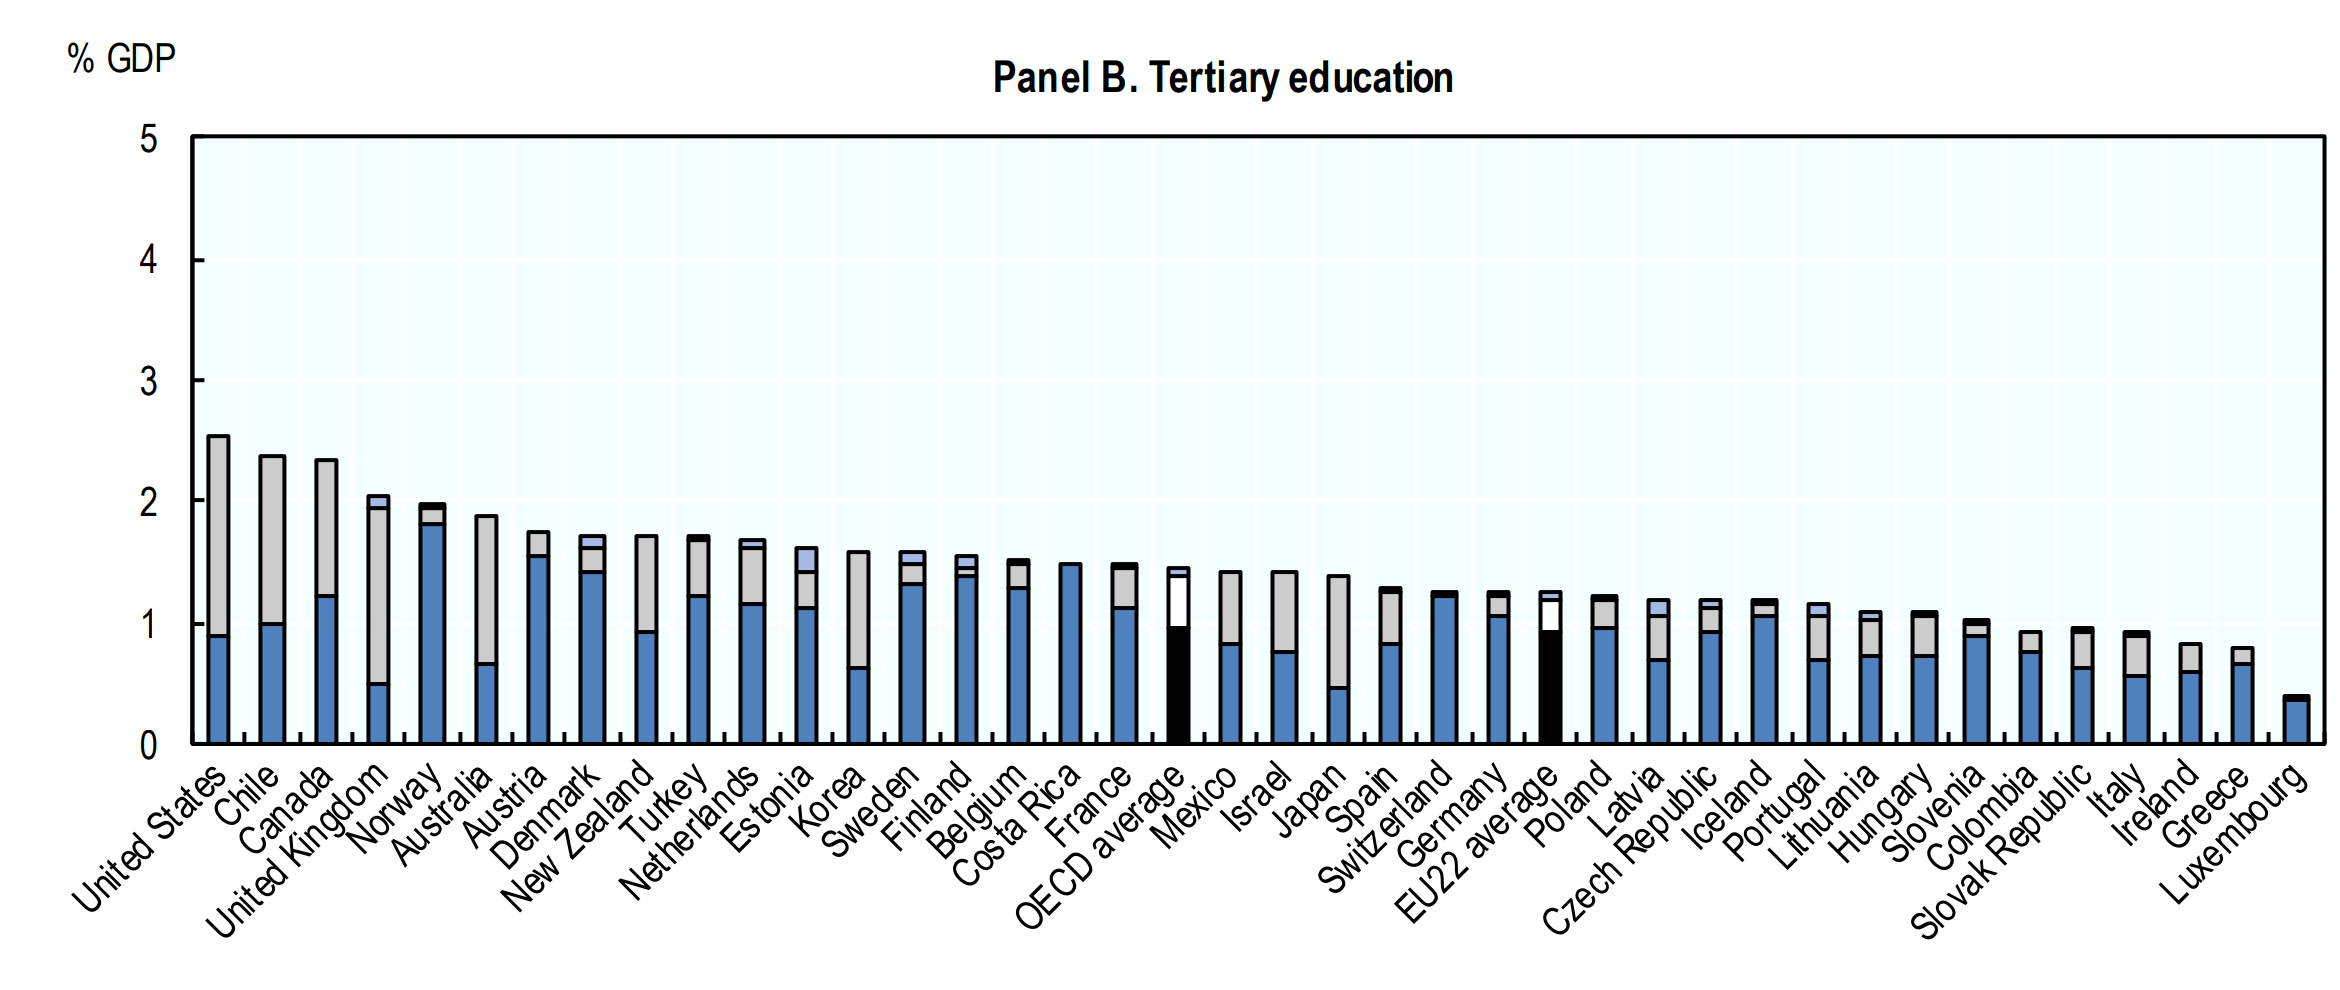 % GDP
Panel B. Tertiary education
5
4
3
2
1
0
United States
Chile
Canada
United Kingdom
Norway
Australia
Austria
Denmark
New Zealand
Turkey
Netherlands
Estonia
Korea
Sweden
Finland
Belgium
Costa Rica
France
OECD average
Mexico
Israel
Japan
Spain
Switzerland
Germany
EU22 average
Poland
Latvia
Czech Republic
Iceland
Portugal
Lithuania
Hungary
Slovenia
Colombia
Slovak Republic
Italy
Ireland
Greece
Luxembourg